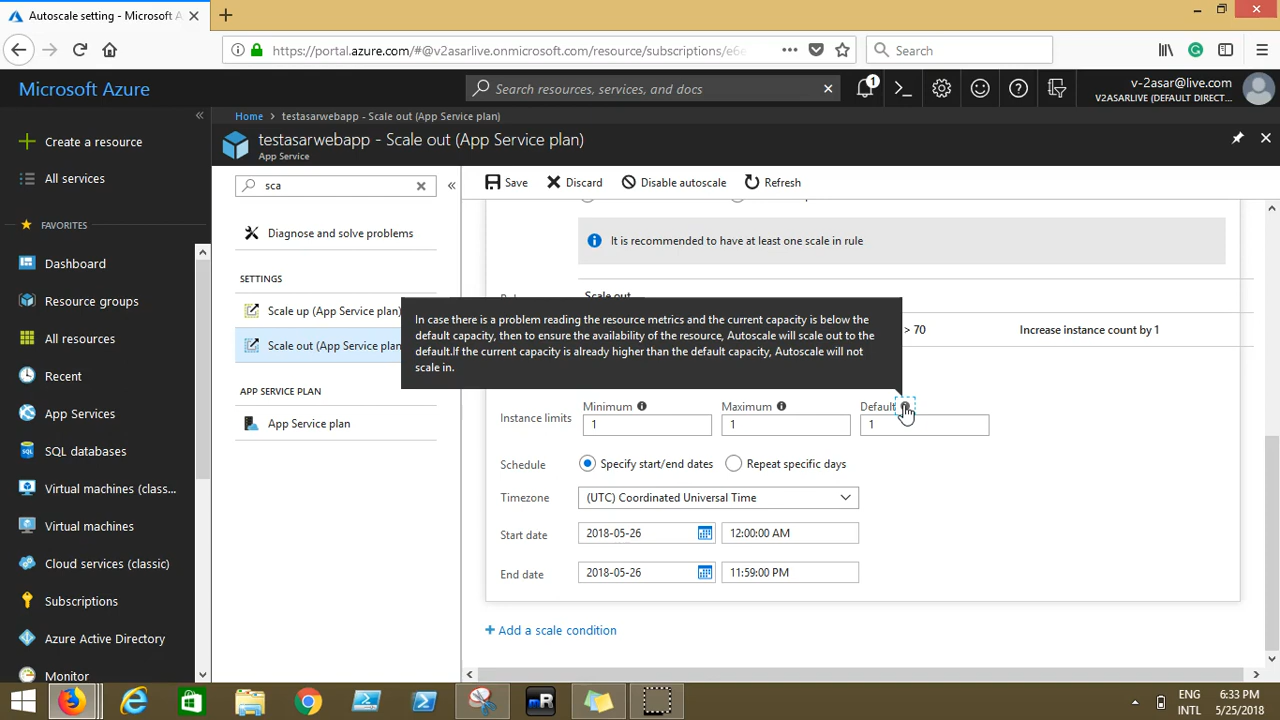 Autoscale setting - Microsoft A
https://portal.azure.com/#@v2asarlive.onmicrosoft.com/resource/subscriptions/e6e
Search
Microsoft Azure
Search resources, services, and docs
1
v-2asar@live.com
V2ASARLIVE (DEFAULT DIRECT...
Home > testasarwebapp - Scale out (App Service plan)
testasarwebapp - Scale out (App Service plan)
App Service
Create a resource
All services
FAVORITES
Dashboard
Resource groups
All resources
Recent
App Services
SQL databases
Virtual machines (class...
Virtual machines
Cloud services (classic)
Subscriptions
Azure Active Directory
Monitor
sca
Diagnose and solve problems
SETTINGS
Scale up (App Service plan)
Scale out (App Service plan
APP SERVICE PLAN
App Service plan
Save Discard Disable autoscale Refresh
It is recommended to have at least one scale in rule
Scale out
> 70 Increase instance count by 1
In case there is a problem reading the resource metrics and the current capacity is below the
default capacity, then to ensure the availability of the resource, Autoscale will scale out to the
default.If the current capacity is already higher than the default capacity, Autoscale will not
scale in.
Minimum Maximum Default
Instance limits 1 1 1
Schedule Specify start/end dates Repeat specific days
Timezone (UTC) Coordinated Universal Time
Start date 2018-05-26 12:00:00 AM
End date 2018-05-26 11:59:00 PM
+ Add a scale condition
ENG 6:33 PM
INTL 5/25/2018